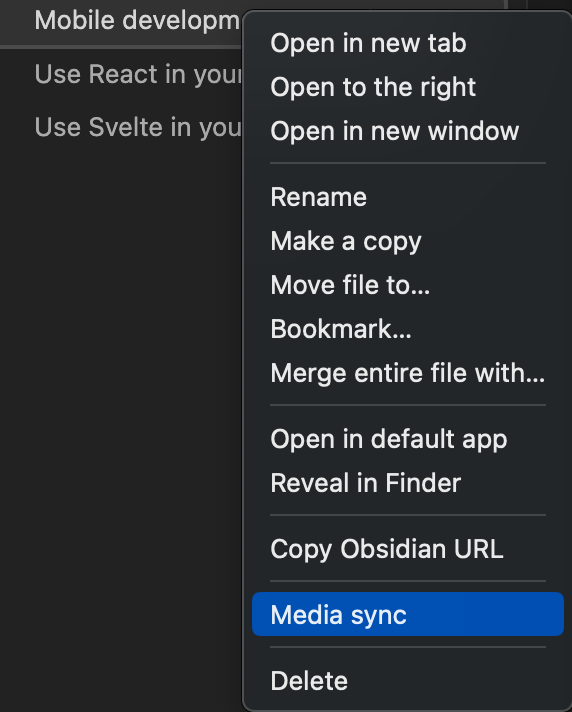 Mobile developm
Use React in your
Use Svelte in you
Open in new tab
Open to the right
Open in new window
Rename
Make a copy
Move file to...
Bookmark...
Merge entire file with...
Open in default app
Reveal in Finder
Copy Obsidian URL
Media sync
Delete